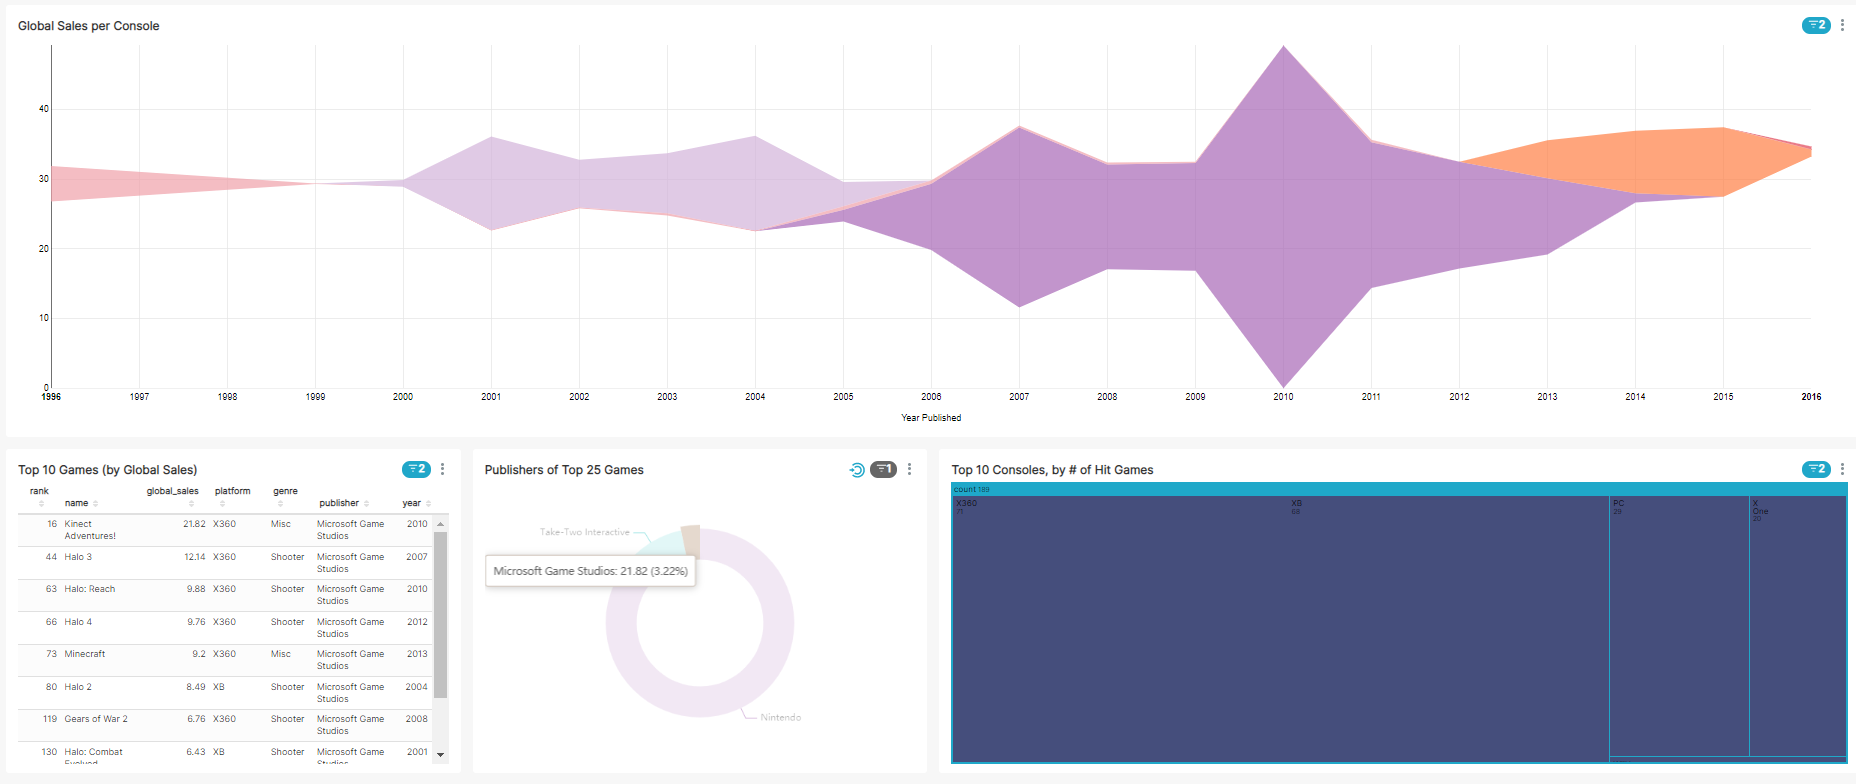 Global Sales per Console
2
40
30
20
10
0
1996 1997 1998 1999 2000 2001 2002 2003 2004 2005 2006 2007 2008 2009 2010 2011 2012 2013 2014 2015 2016
Year Published
Top 10 Games (by Global Sales)
2
rank name global_sales platform genre publisher year
16 Kinect Adventures! 21.82 X360 Misc Microsoft Game Studios 2010
44 Halo 3 12.14 X360 Shooter Microsoft Game Studios 2007
63 Halo: Reach 9.88 X360 Shooter Microsoft Game Studios 2010
66 Halo 4 9.76 X360 Shooter Microsoft Game Studios 2012
73 Minecraft 9.2 X360 Misc Microsoft Game Studios 2013
80 Halo 2 8.49 XB Shooter Microsoft Game Studios 2004
119 Gears of War 2 6.76 X360 Shooter Microsoft Game Studios 2008
130 Halo: Combat Evolved 6.43 XB Shooter Microsoft Game Studios 2001
Publishers of Top 25 Games
1
Take-Two Interactive
Microsoft Game Studios: 21.82 (3.22%)
Nintendo
Top 10 Consoles, by # of Hit Games
2
count 189
X360
71
XB
68
PC
29
X
One
20